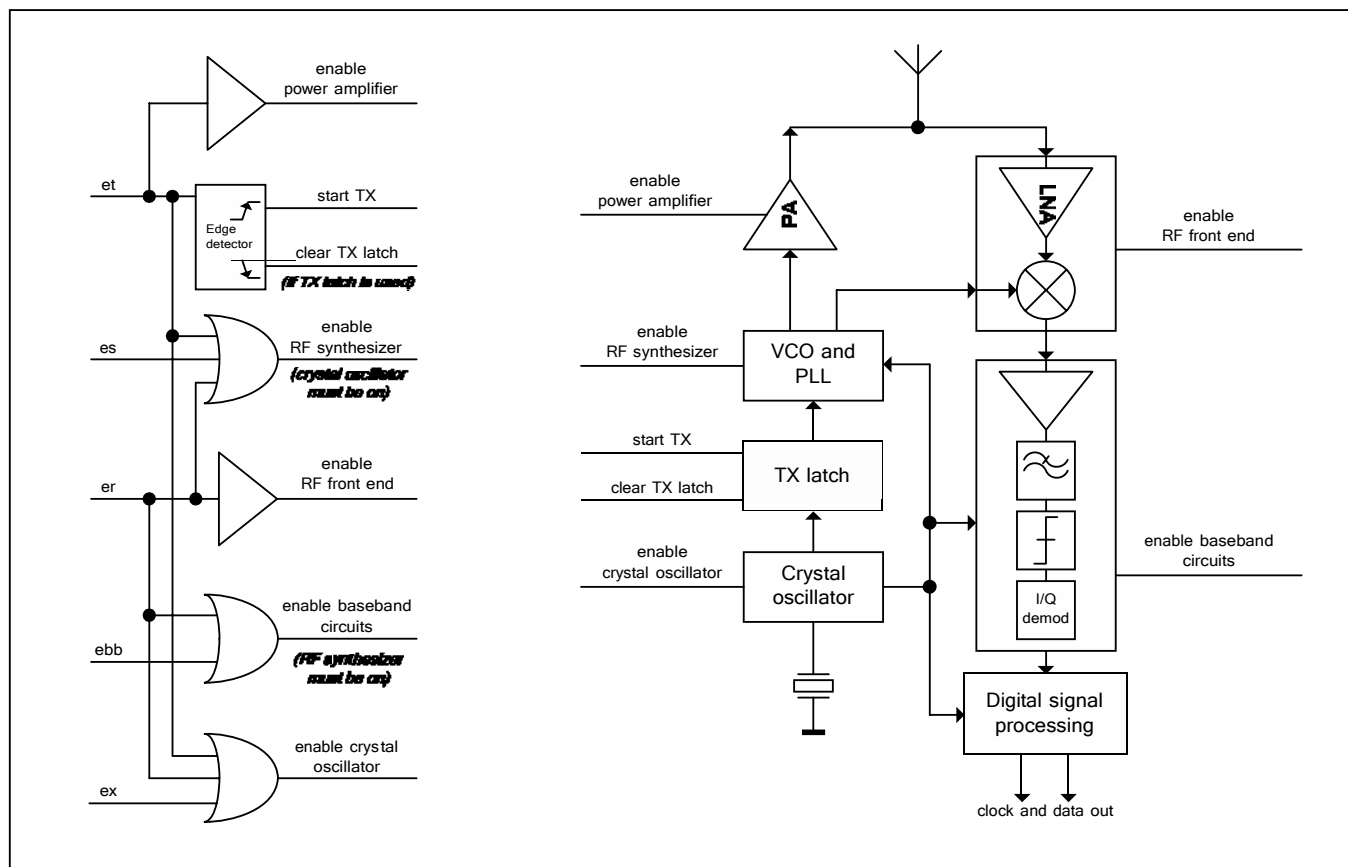 enable
power amplifier
et
start TX
Edge
detector
clear TX latch
(if TX latch is used)
es
enable
RF synthesizer
(crystal oscillator
must be on)
er
enable
RF front end
enable baseband
circuits
ebb
(RF synthesizer
must be on)
enable crystal
oscillator
ex
enable
power amplifier
PA
LNA
enable
RF front end
enable
RF synthesizer
VCO and
PLL
start TX
TX latch
clear TX latch
enable
crystal oscillator
Crystal
oscillator
I/Q
demod
enable baseband
circuits
Digital signal
processing
clock and data out